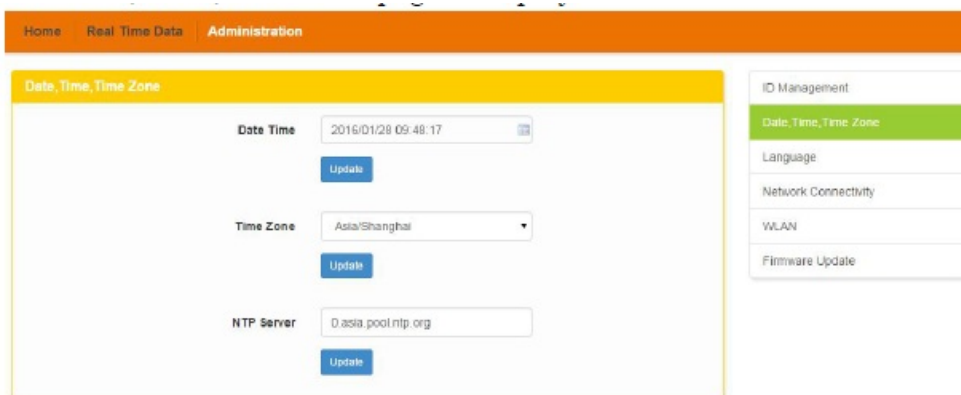 Home Real Time Data Administration
Date,Time,Time Zone
Date Time 2016/01/28 09:48:17
Update
Time Zone Asia/Shanghai
Update
NTP Server 0.asia.pool.ntp.org
Update
ID Management
Date,Time,Time Zone
Language
Network Connectivity
WLAN
Firmware Update